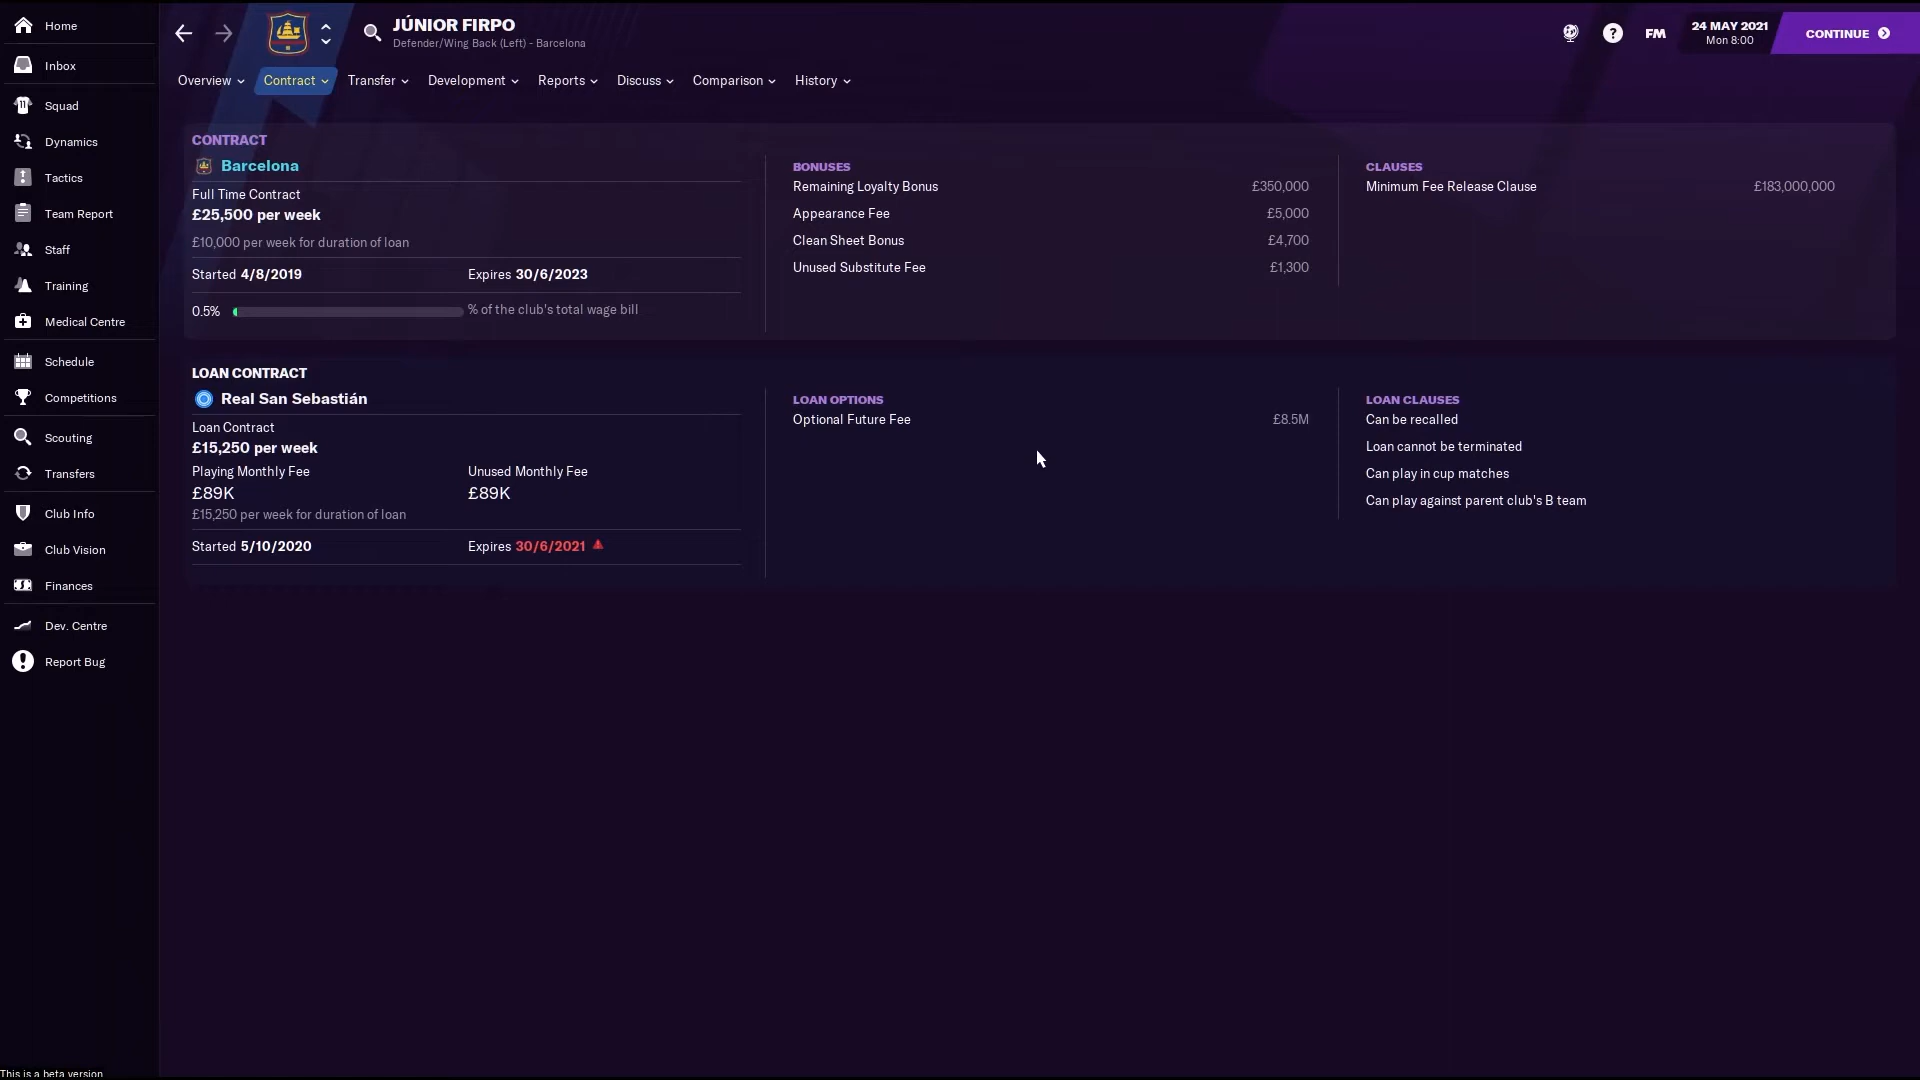 Home
Inbox
Squad
Dynamics
Tactics
Team Report
Staff
Training
Medical Centre
Schedule
Competitions
Scouting
Transfers
Club Info
Club Vision
Finances
Dev. Centre
Report Bug
This is a beta version
JÚNIOR FIRPO
Defender/Wing Back (Left) - Barcelona
FM
24 MAY 2021
Mon 8:00
CONTINUE
Overview Contract Transfer Development Reports Discuss Comparison History
CONTRACT
Barcelona
Full Time Contract
£25,500 per week
£10,000 per week for duration of loan
Started 4/8/2019 Expires 30/6/2023
0.5% % of the club's total wage bill
BONUSES
Remaining Loyalty Bonus £350,000
Appearance Fee £5,000
Clean Sheet Bonus £4,700
Unused Substitute Fee £1,300
CLAUSES
Minimum Fee Release Clause £183,000,000
LOAN CONTRACT
Real San Sebastián
Loan Contract
£15,250 per week
Playing Monthly Fee Unused Monthly Fee
£89K £89K
£15,250 per week for duration of loan
Started 5/10/2020 Expires 30/6/2021
LOAN OPTIONS
Optional Future Fee £8.5M
LOAN CLAUSES
Can be recalled
Loan cannot be terminated
Can play in cup matches
Can play against parent club's B team